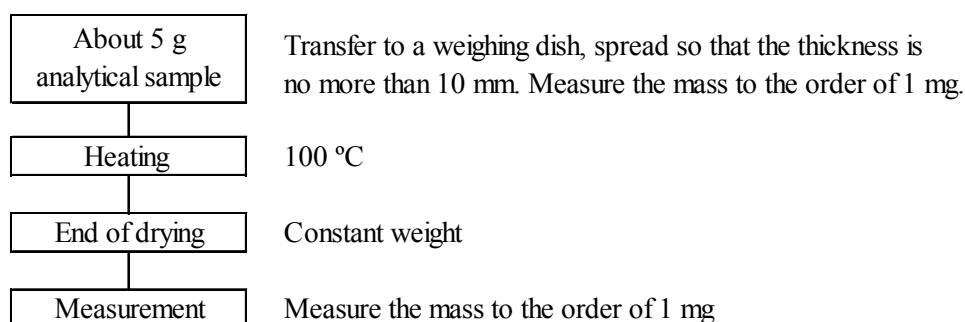 About 5 g
analytical sample
Transfer to a weighing dish, spread so that the thickness is
no more than 10 mm. Measure the mass to the order of 1 mg.
Heating
100 ºC
End of drying
Constant weight
Measurement
Measure the mass to the order of 1 mg